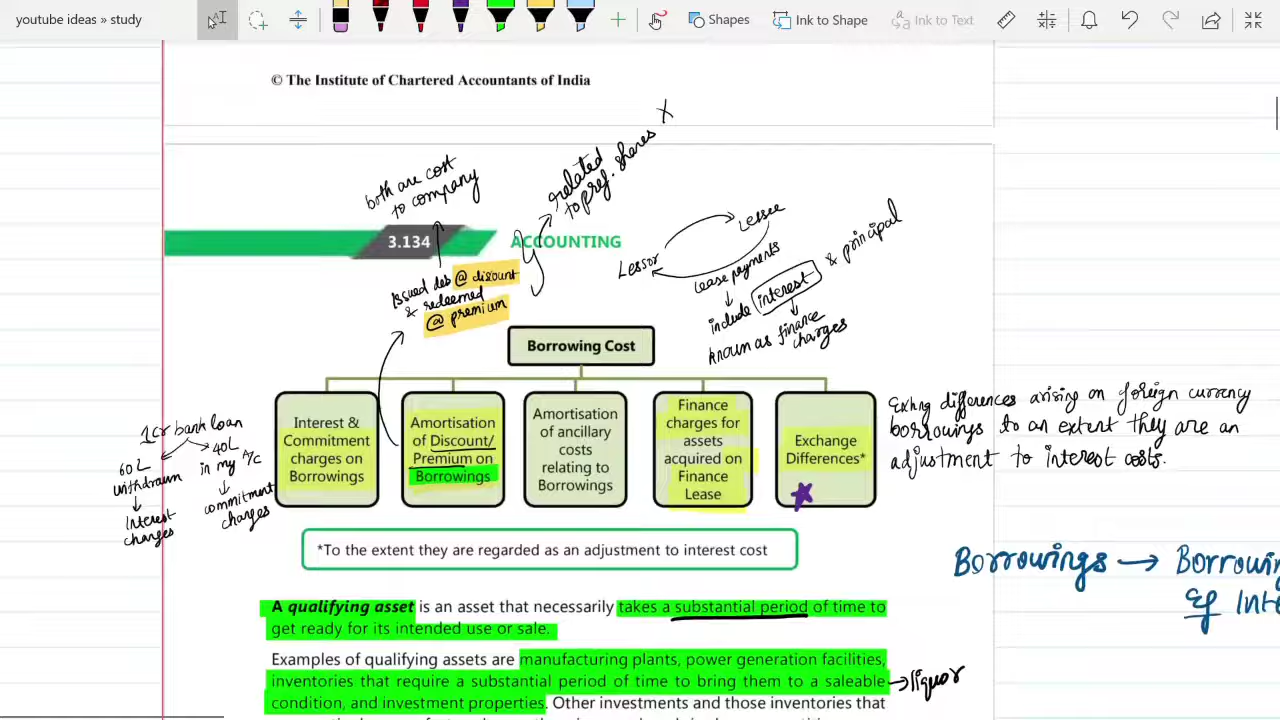 youtube ideas » study
Shapes
Ink to Shape
Ink to Text
© The Institute of Chartered Accountants of India
both are cost
to company
related
to pref. shares X
3.134
ACCOUNTING
Issued deb @ discount
& redeemed
@ premium
Lessor
Lessee
lease payments
include interest & principal
known as finance
charges
Borrowing Cost
Interest &
Commitment
charges on
Borrowings
Amortisation
of Discount/
Premium on
Borrowings
Amortisation
of ancillary
costs
relating to
Borrowings
Finance
charges for
assets
acquired on
Finance
Lease
Exchange
Differences*
1Cr bank loan
60L
withdrawn
Interest
charges
40L
in my A/c
commitment
charges
differences arising on foreign currency
borrowings to an extent they are an
adjustment to interest costs.
*To the extent they are regarded as an adjustment to interest cost
Borrowings → Borrowin
Inte
A qualifying asset is an asset that necessarily takes a substantial period of time to
get ready for its intended use or sale.
Examples of qualifying assets are manufacturing plants, power generation facilities,
inventories that require a substantial period of time to bring them to a saleable → liquor
condition, and investment properties. Other investments and those inventories that